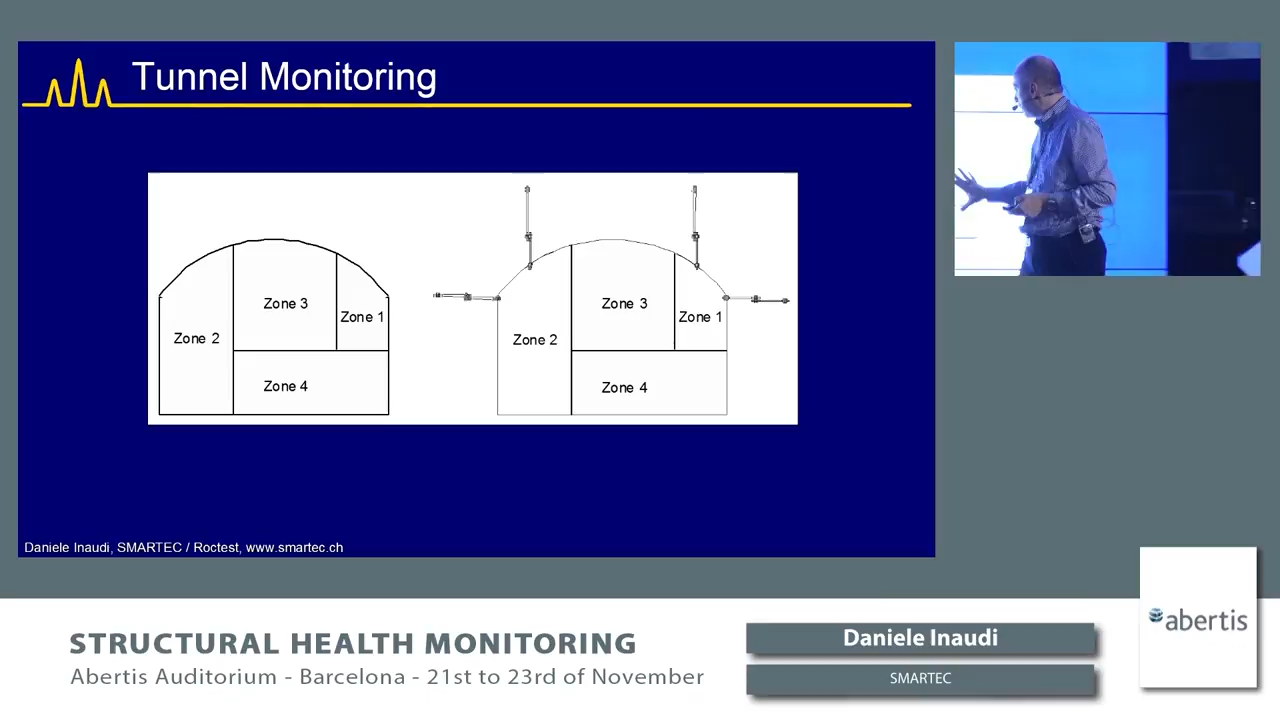 Tunnel Monitoring
Zone 3
Zone 1
Zone 2
Zone 4
Zone 3
Zone 1
Zone 2
Zone 4
Daniele Inaudi, SMARTEC / Roctest, www.smartec.ch
STRUCTURAL HEALTH MONITORING
Abertis Auditorium - Barcelona - 21st to 23rd of November
Daniele Inaudi
SMARTEC
abertis